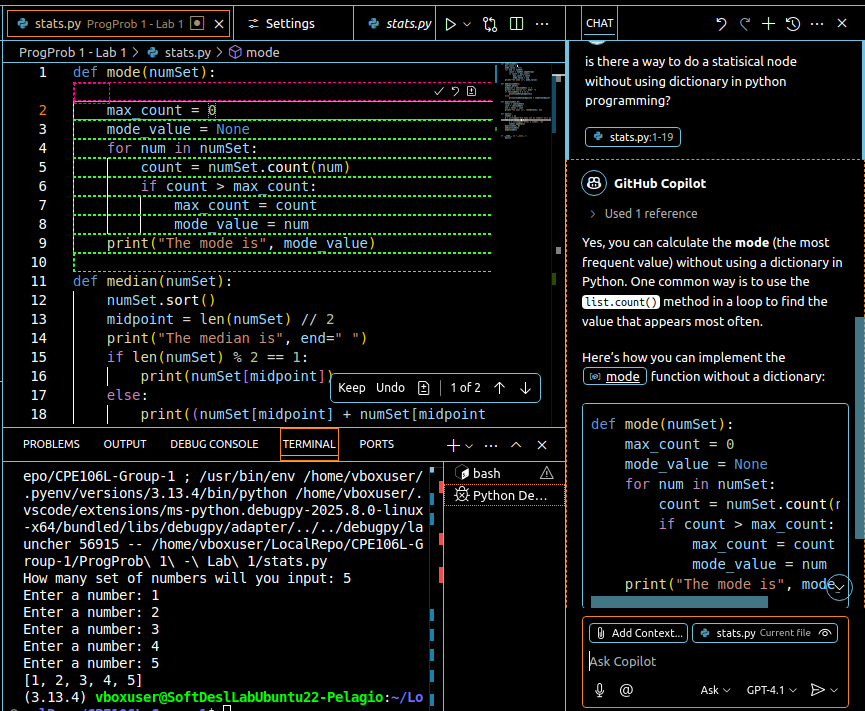 stats.py ProgProb 1 - Lab 1
Settings
stats.py
ProgProb 1 - Lab 1 > stats.py > mode
1 def mode(numSet):
2 max_count = 0
3 mode_value = None
4 for num in numSet:
5 count = numSet.count(num)
6 if count > max_count:
7 max_count = count
8 mode_value = num
9 print("The mode is", mode_value)
10
11 def median(numSet):
12 numSet.sort()
13 midpoint = len(numSet) // 2
14 print("The median is", end=" ")
15 if len(numSet) % 2 == 1:
16 print(numSet[midpoint])
17 else:
18 print((numSet[midpoint] + numSet[midpoint
Keep Undo 1 of 2
PROBLEMS OUTPUT DEBUG CONSOLE TERMINAL PORTS
epo/CPE106L-Group-1 ; /usr/bin/env /home/vboxuser/
.pyenv/versions/3.13.4/bin/python /home/vboxuser/.
vscode/extensions/ms-python.debugpy-2025.8.0-linux
-x64/bundled/libs/debugpy/adapter/../../debugpy/la
uncher 56915 -- /home/vboxuser/LocalRepo/CPE106L-G
roup-1/ProgProb\ 1\ -\ Lab\ 1/stats.py
How many set of numbers will you input: 5
Enter a number: 1
Enter a number: 2
Enter a number: 3
Enter a number: 4
Enter a number: 5
[1, 2, 3, 4, 5]
(3.13.4) vboxuser@SoftDeslLabUbuntu22-Pelagio:~/Lo
bash
Python De...
CHAT
is there a way to do a statisical node
without using dictionary in python
programming?
stats.py:1-19
GitHub Copilot
> Used 1 reference
Yes, you can calculate the mode (the most
frequent value) without using a dictionary in
Python. One common way is to use the
list.count() method in a loop to find the
value that appears most often.
Here's how you can implement the
mode function without a dictionary:
def mode(numSet):
max_count = 0
mode_value = None
for num in numSet:
count = numSet.count(
if count > max_count:
max_count = count
mode_value = num
print("The mode is", mode
Add Context...
stats.py Current file
Ask Copilot
@
Ask
GPT-4.1